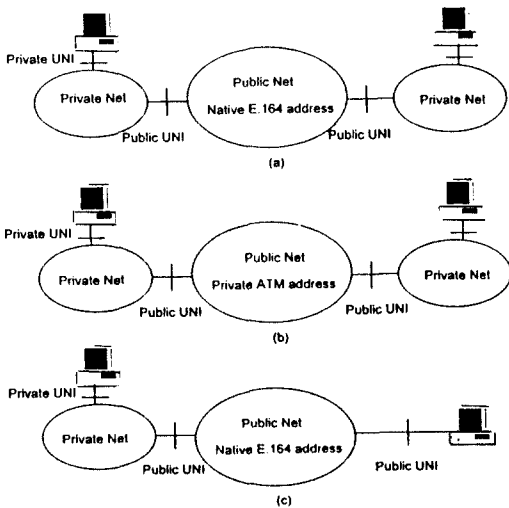 Private UNI
Public Net
Private Net
Native E.164 address
Private Net
Public UNI
Public UNI
(a)
Private UNI
Public Net
Private Net
Private ATM address
Private Net
Public UNI
Public UNI
(b)
Private UNI
Public Net
Private Net
Native E.164 address
Public UNI
Public UNI
(c)